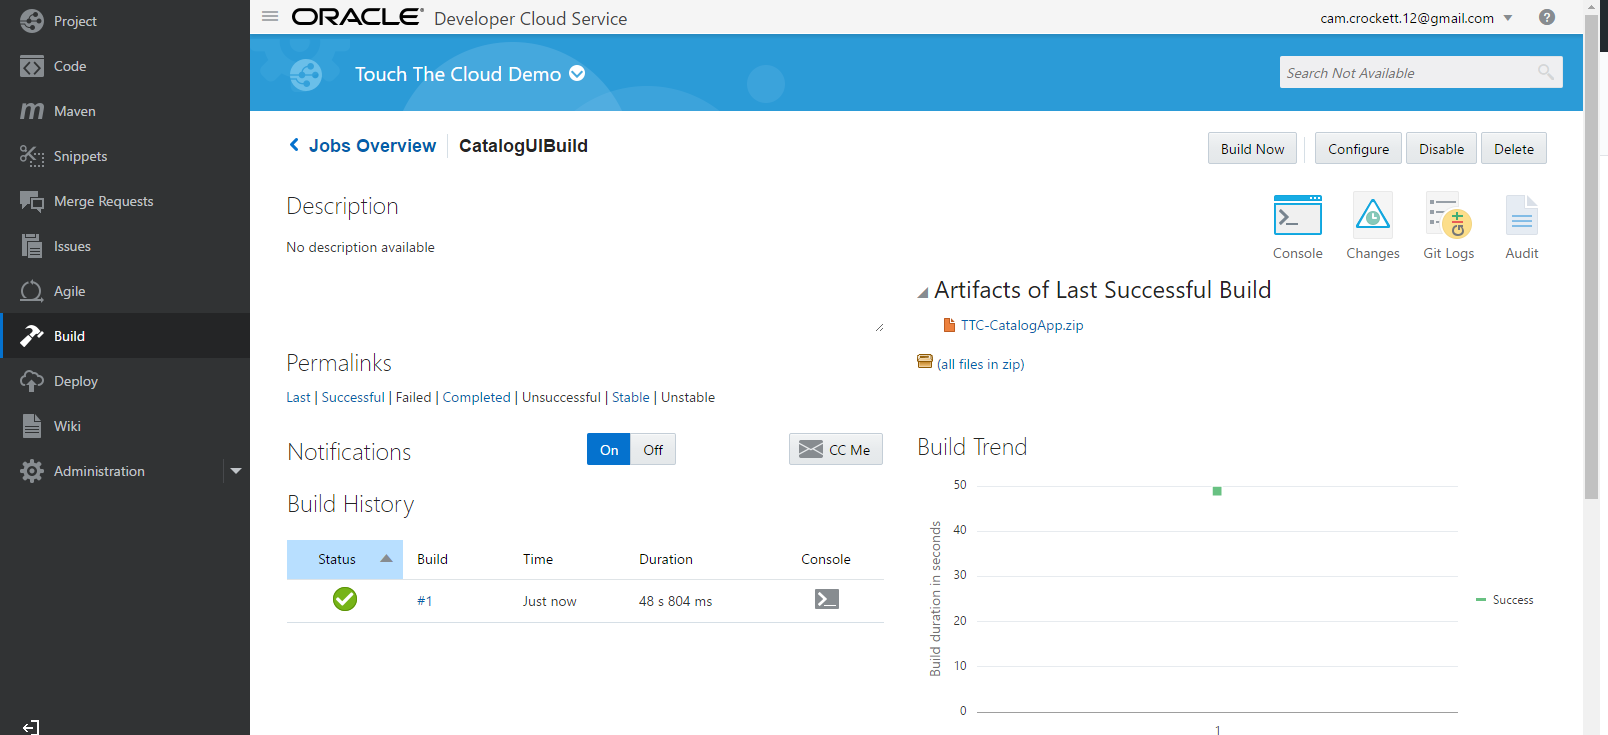 Project
Code
Maven
Snippets
Merge Requests
Issues
Agile
Build
Deploy
Wiki
Administration
ORACLE Developer Cloud Service
cam.crockett.12@gmail.com
Touch The Cloud Demo
Search Not Available
Jobs Overview CatalogUIBuild
Build Now Configure Disable Delete
Description
No description available
Console Changes Git Logs Audit
Artifacts of Last Successful Build
TTC-CatalogApp.zip
(all files in zip)
Permalinks
Last | Successful | Failed | Completed | Unsuccessful | Stable | Unstable
Notifications On Off CC Me
Build History
Status Build Time Duration Console
#1 Just now 48 s 804 ms
Build Trend
Build duration in seconds
50
40
30
20
10
0
1
Success